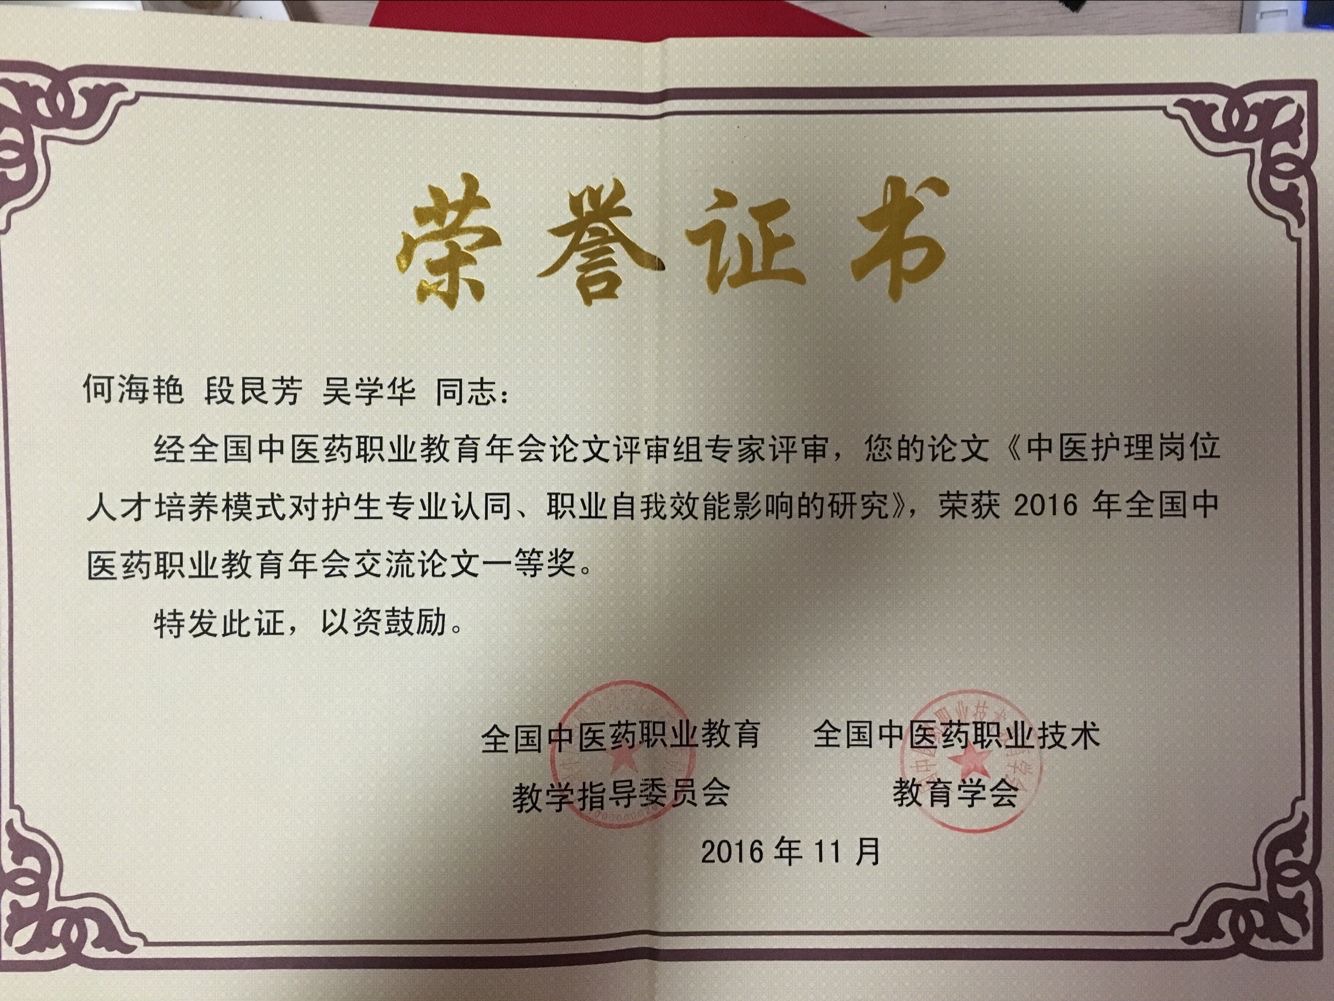 荣誉证书
何海艳 段艮芳 吴学华 同志：
经全国中医药职业教育年会论文评审组专家评审，您的论文《中医护理岗位
人才培养模式对护生专业认同、职业自我效能影响的研究》，荣获 2016 年全国中
医药职业教育年会交流论文一等奖。
特发此证，以资鼓励。
全国中医药职业教育 全国中医药职业技术
教学指导委员会 教育学会
2016 年 11 月